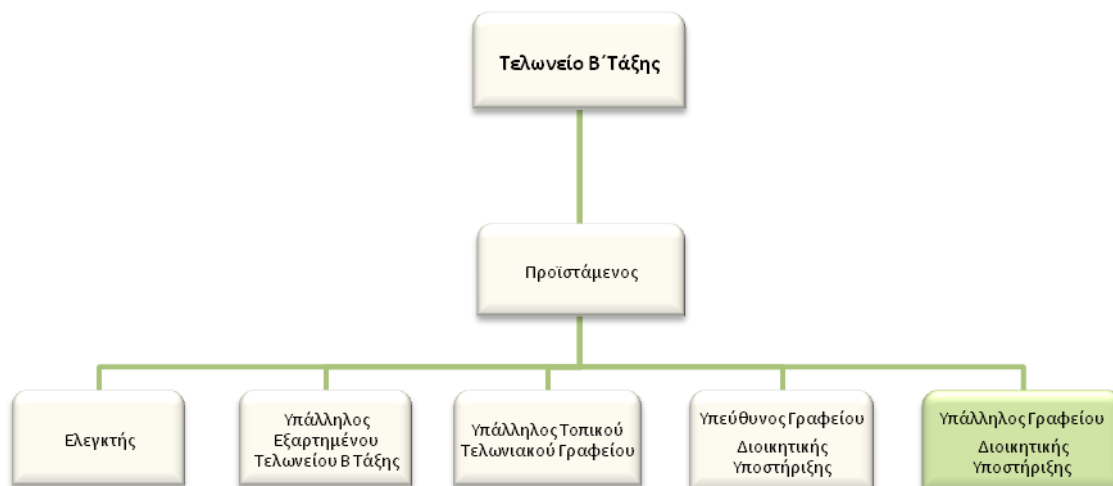 Τελωνείο Β΄Τάξης
Προϊστάμενος
Ελεγκτής
Υπάλληλος
Εξαρτημένου
Τελωνείου Β Τάξης
Υπάλληλος Τοπικού
Τελωνιακού Γραφείου
Υπεύθυνος Γραφείου
Διοικητικής
Υποστήριξης
Υπάλληλος Γραφείου
Διοικητικής
Υποστήριξης